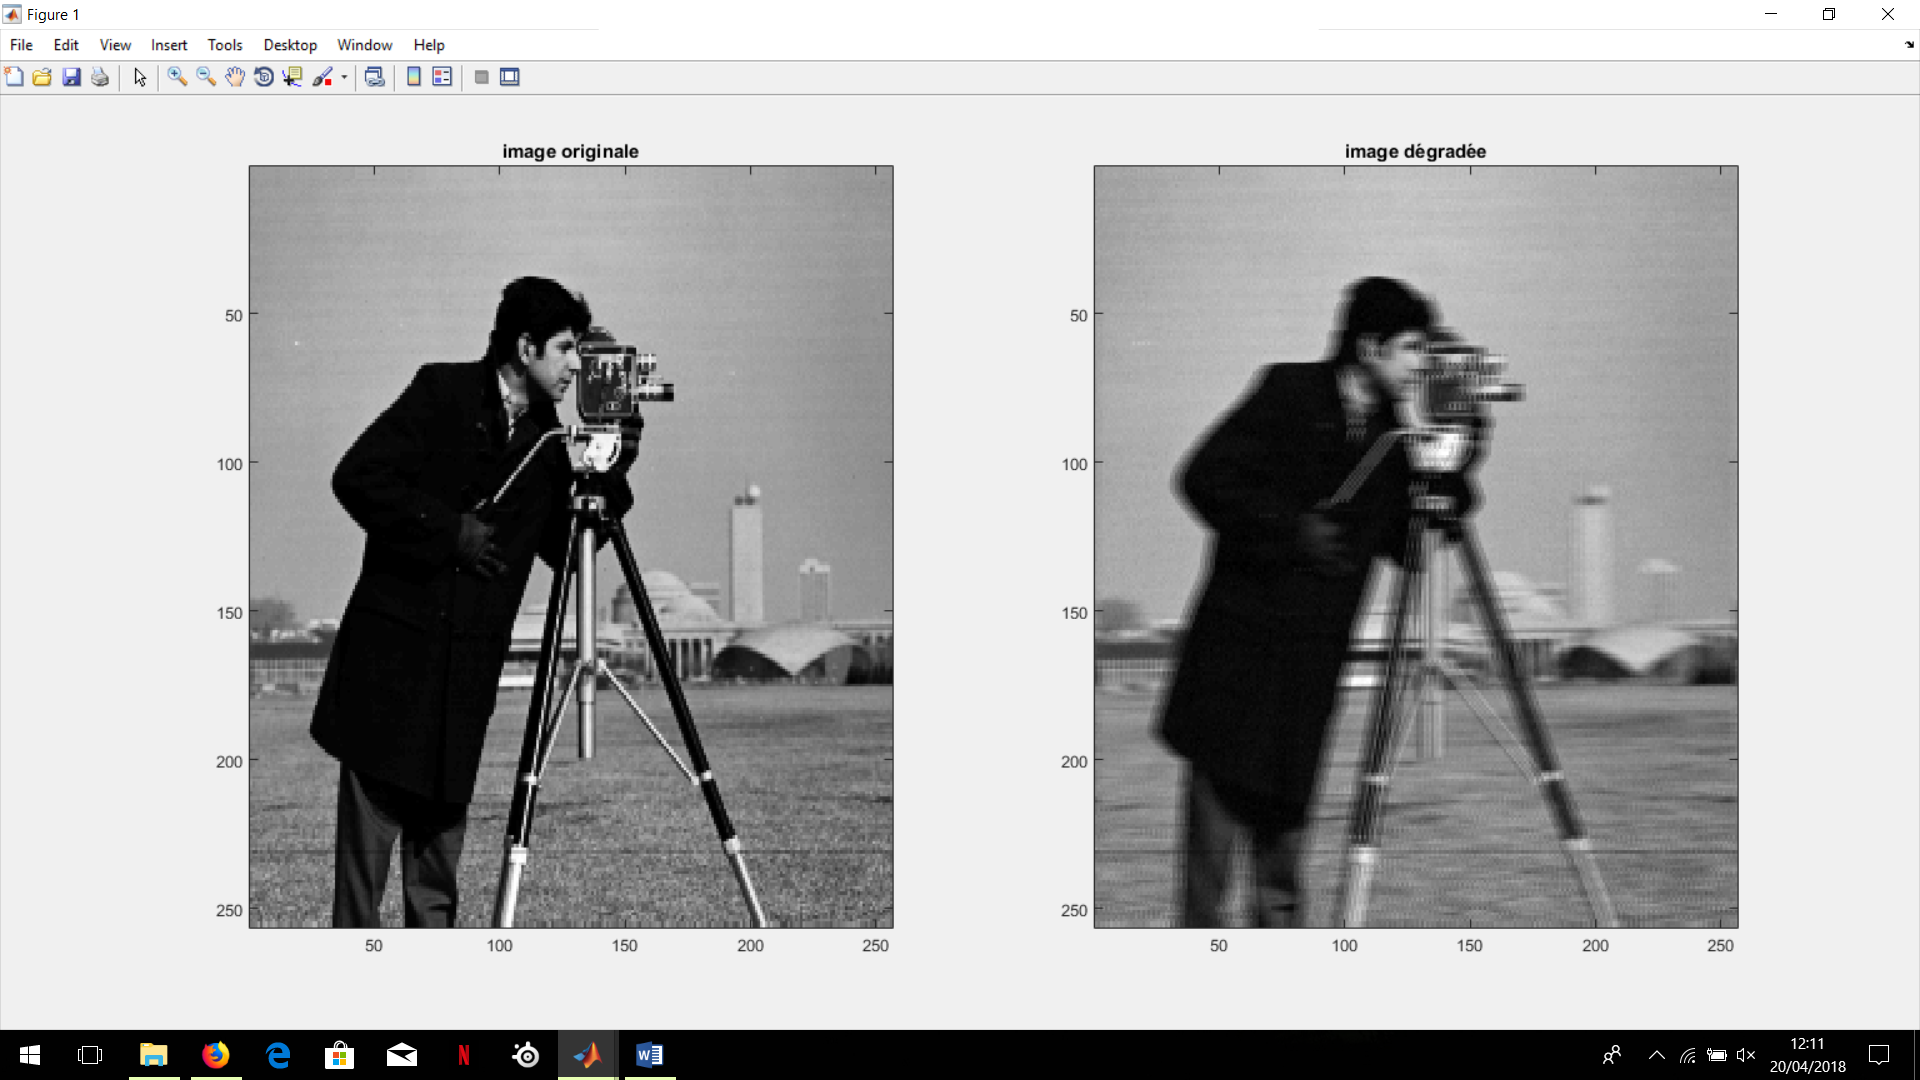 Figure 1
File Edit View Insert Tools Desktop Window Help
image originale
50
100
150
200
250
50 100 150 200 250
image dégradée
50
100
150
200
250
50 100 150 200 250
12:11
20/04/2018